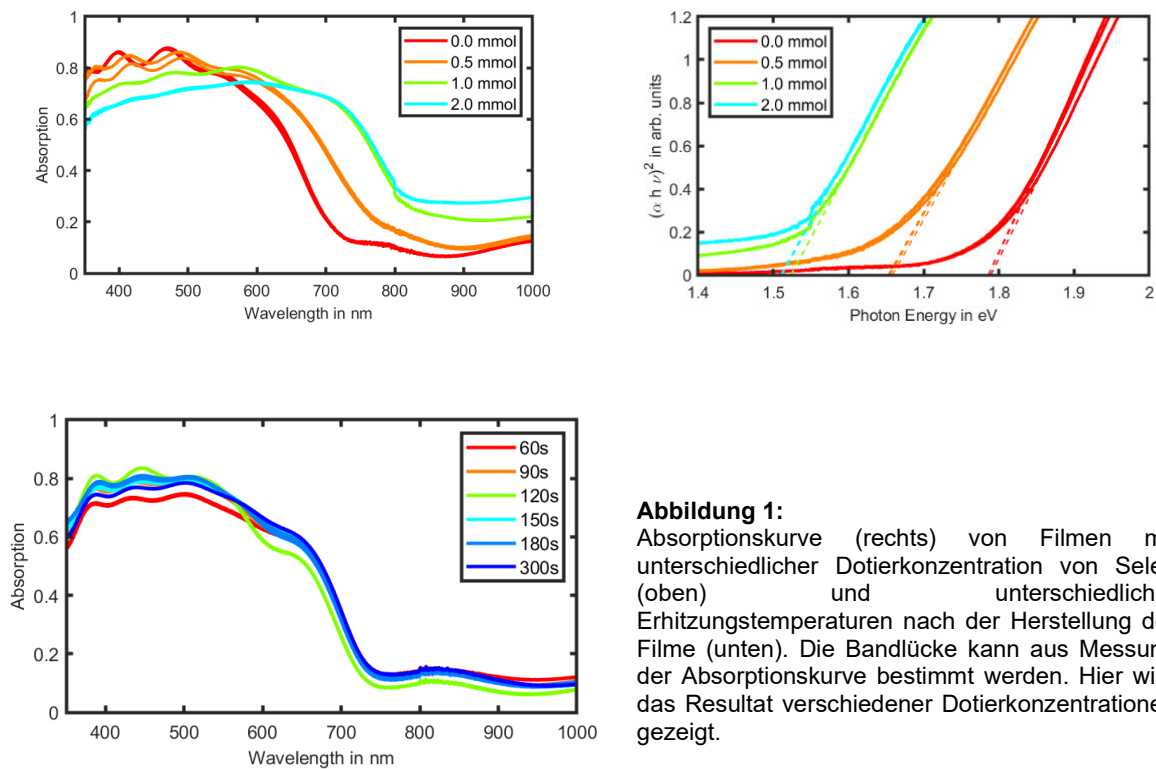 1
0.8
0.6
0.4
0.2
0
Absorption
400 500 600 700 800 900 1000
Wavelength in nm
0.0 mmol
0.5 mmol
1.0 mmol
2.0 mmol
1.2
1
0.8
0.6
0.4
0.2
0
(α h ν)² in arb. units
1.4 1.5 1.6 1.7 1.8 1.9 2
Photon Energy in eV
0.0 mmol
0.5 mmol
1.0 mmol
2.0 mmol
1
0.8
0.6
0.4
0.2
0
Absorption
400 500 600 700 800 900 1000
Wavelength in nm
60s
90s
120s
150s
180s
300s
Abbildung 1:
Absorptionskurve (rechts) von Filmen
unterschiedlicher Dotierkonzentration von
(oben) und
Erhitzungstemperaturen nach der Herstellung
Filme (unten). Die Bandlücke kann aus
der Absorptionskurve bestimmt werden. Hier
das Resultat verschiedener
gezeigt.